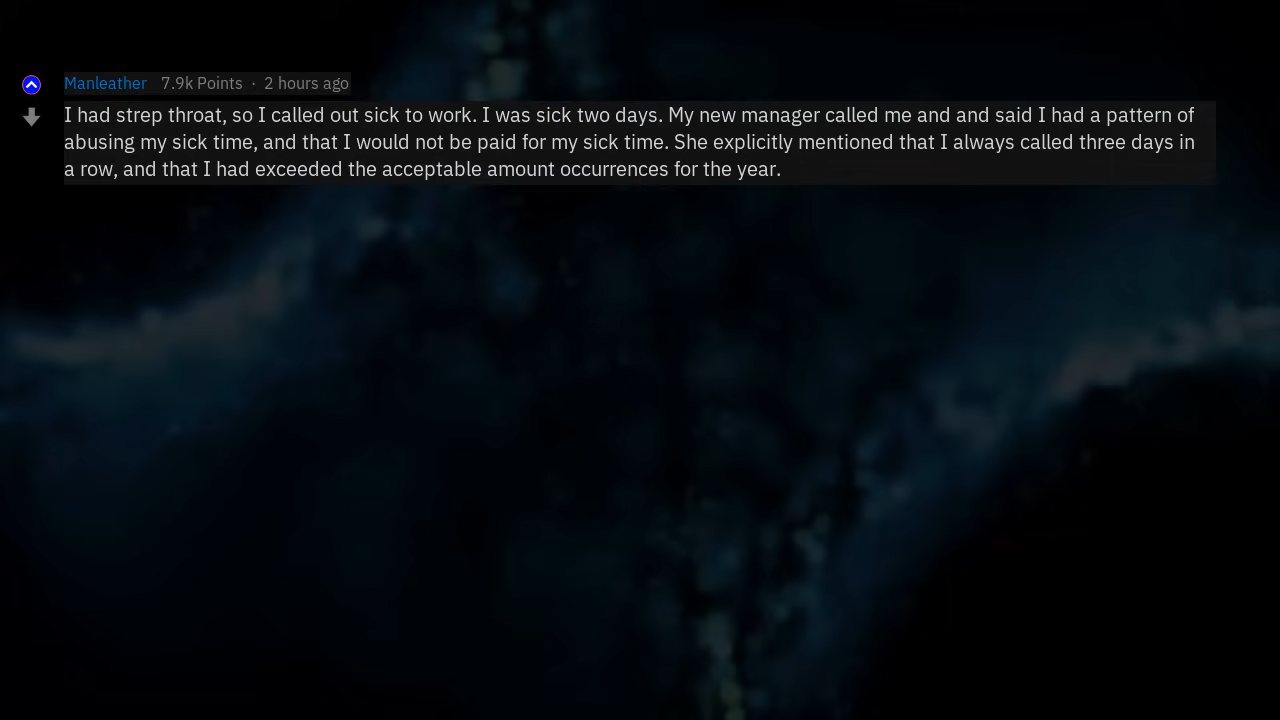 Manleather 7.9k Points · 2 hours ago
I had strep throat, so I called out sick to work. I was sick two days. My new manager called me and and said I had a pattern of
abusing my sick time, and that I would not be paid for my sick time. She explicitly mentioned that I always called three days in
a row, and that I had exceeded the acceptable amount occurrences for the year.